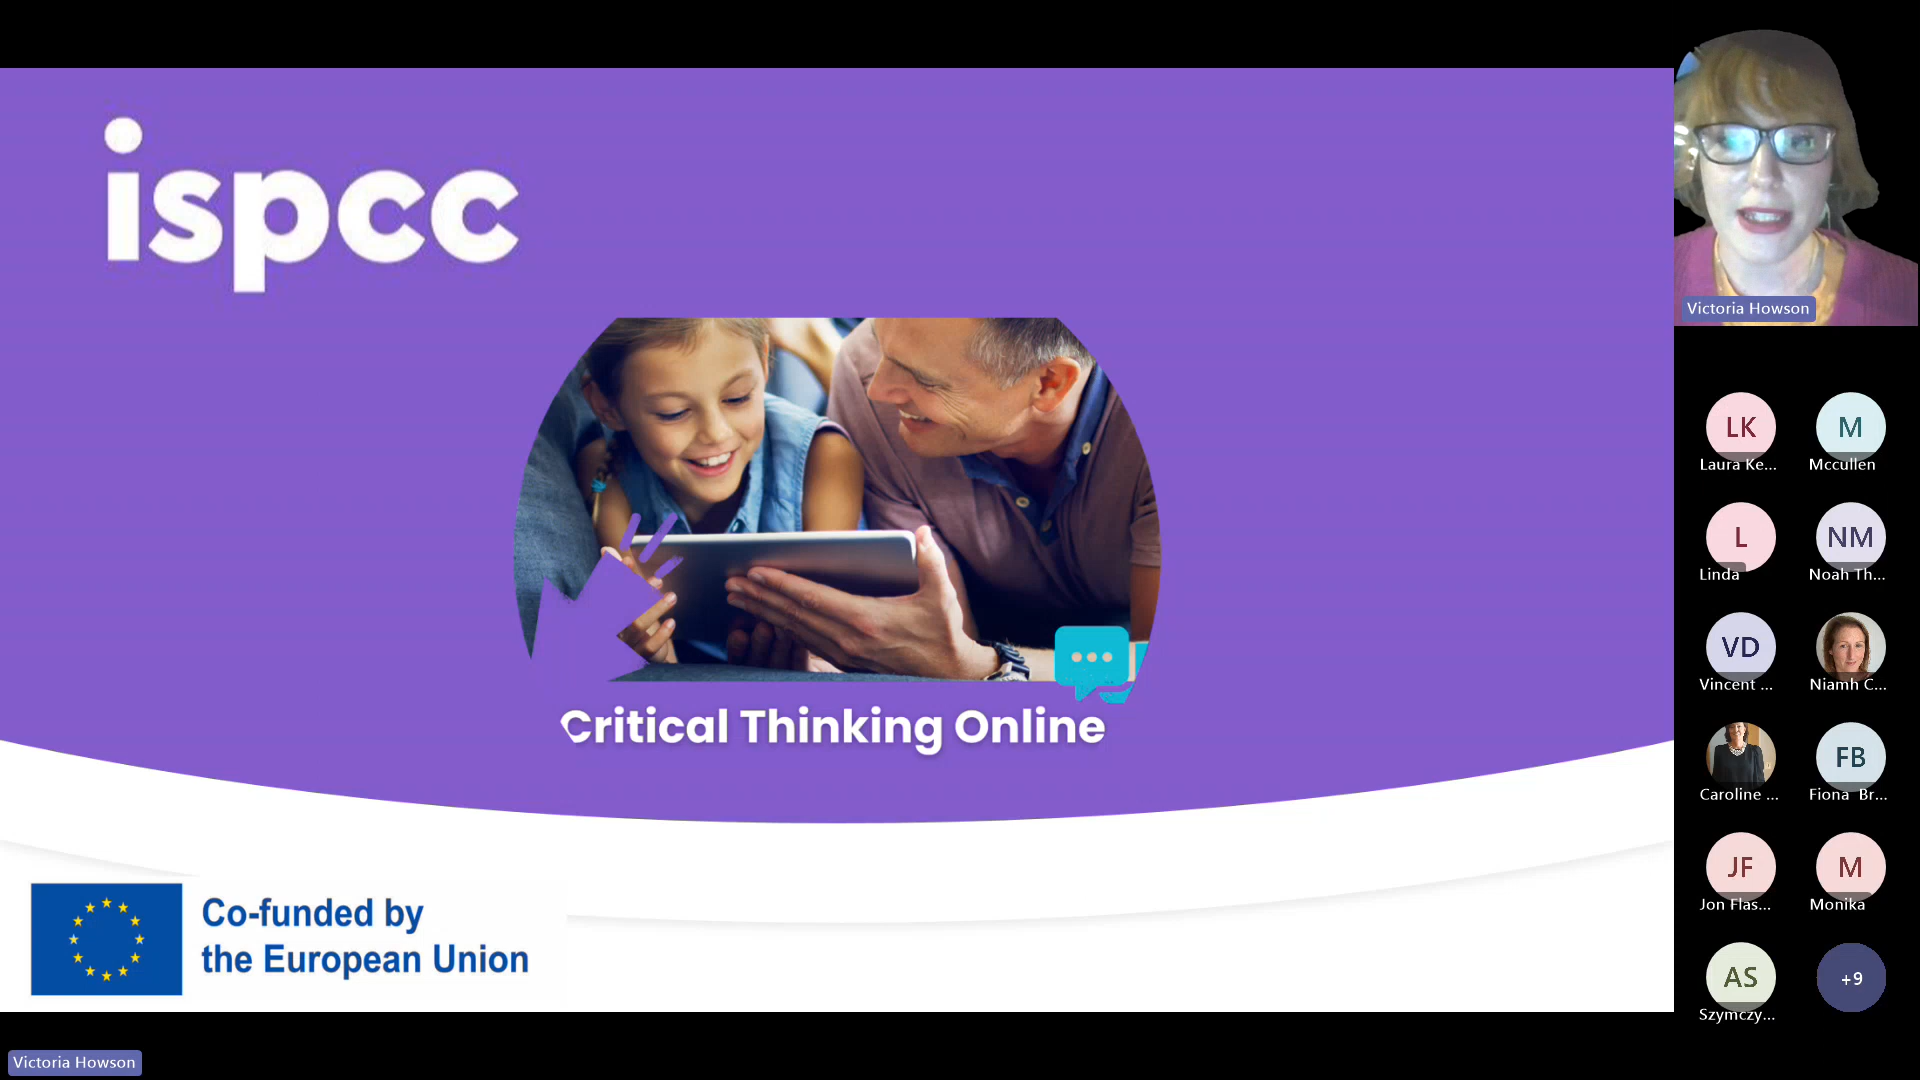 ispcc
Critical Thinking Online
Co-funded by
the European Union
Victoria Howson
Victoria Howson
LK
Laura Ke...
M
Mccullen
L
Linda
NM
Noah Th...
VD
Vincent ...
Niamh C...
Caroline ...
FB
Fiona Br...
JF
Jon Flas...
M
Monika
AS
Szymczy...
+9